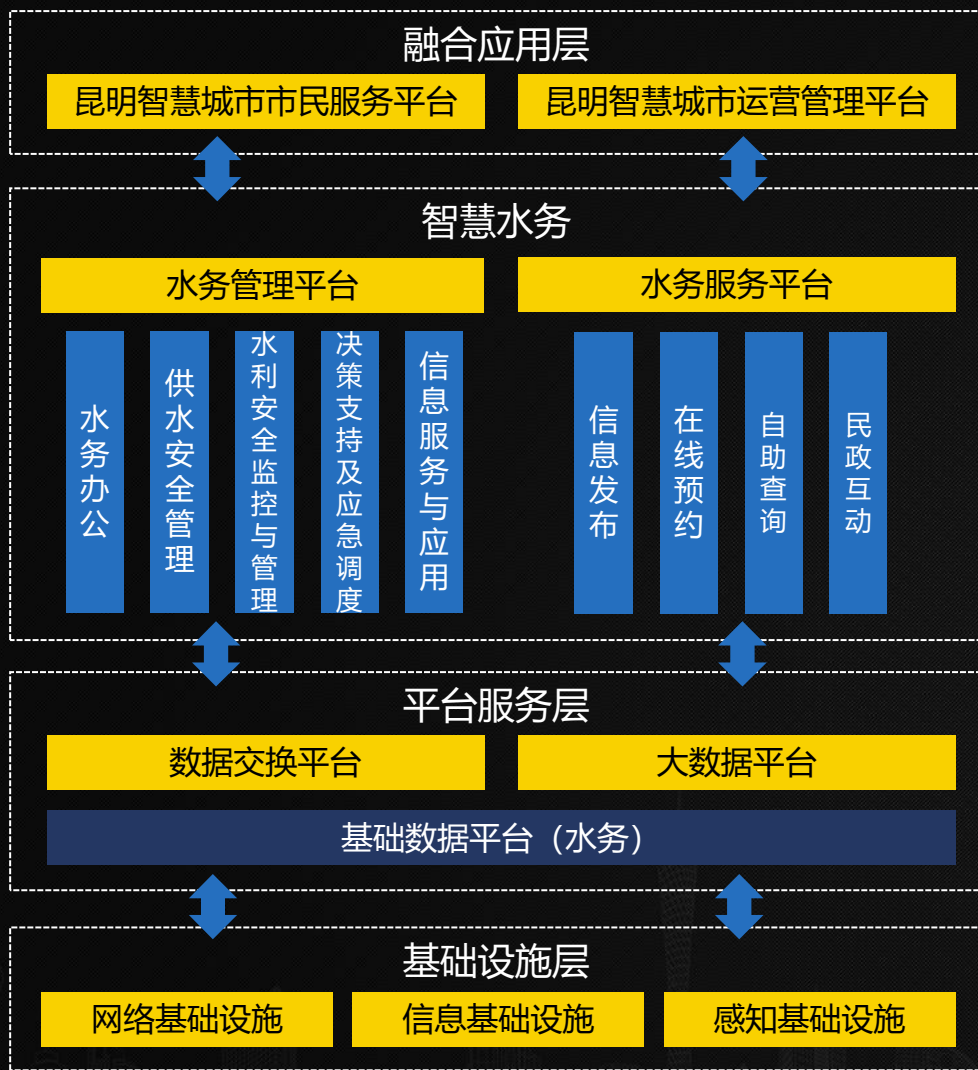 融合应用层
昆明智慧城市市民服务平台
昆明智慧城市运营管理平台
智慧水务
水务管理平台
水务服务平台
水务办公
供水安全管理
水利安全监控与管理
决策支持及应急调度
信息服务与应用
信息发布
在线预约
自助查询
民政互动
平台服务层
数据交换平台
大数据平台
基础数据平台（水务）
基础设施层
网络基础设施
信息基础设施
感知基础设施